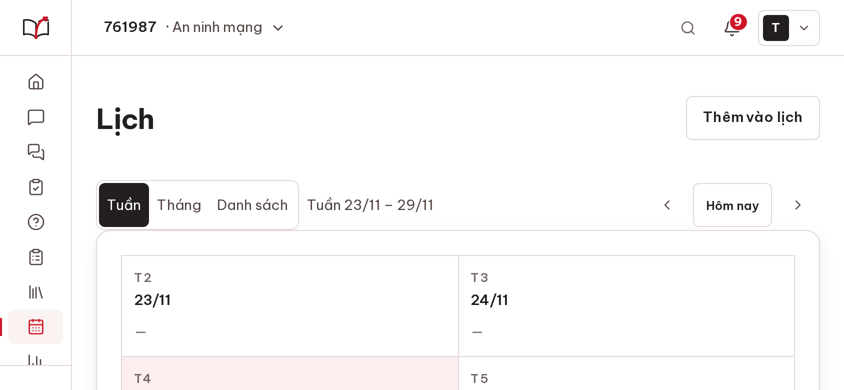 761987 · An ninh mạng
9
T
Lịch
Thêm vào lịch
Tuần Tháng Danh sách Tuần 23/11 – 29/11
Hôm nay
T2
23/11
—
T3
24/11
—
T4
T5